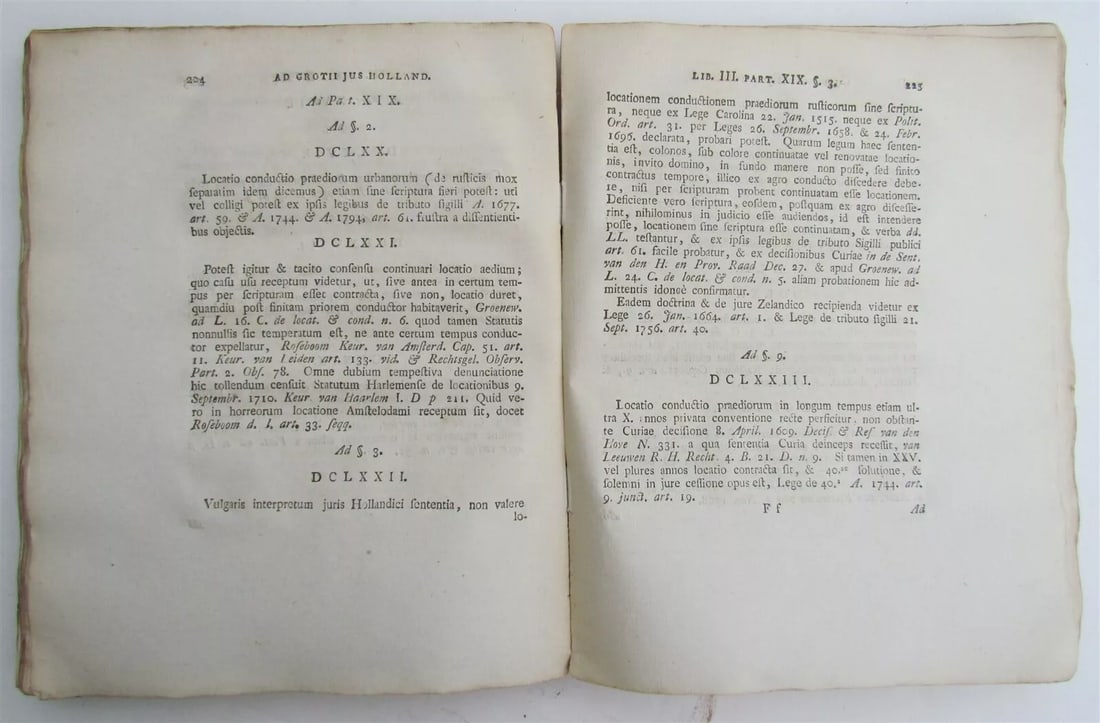 224 AD GROTII JUS HOLLAND.
Ad Part. XIX.
Ad §. 2.
DCLXX.
Locatio conductio praediorum urbanorum (de rusticis mox
separatim idem dicemus) etiam sine scriptura fieri potest: uti
vel colligi potest ex ipsis legibus de tributo sigilli A. 1677.
art. 59. & A. 1744. & A. 1794, art. 61. frustra a dissentienti-
bus objectis.
DCLXXI.
Potest igitur & tacito consensu continuari locatio aedium;
quo casu usu receptum videtur, ut, sive antea in certum tem-
pus per scripturam esset contracta, sive non, locatio duret,
quamdiu post finitam priorem conductor habitaverit, Groenew.
ad L. 16. C. de locat. & cond. n. 6. quod tamen Statutis
nonnullis sic temperatum est, ne ante certum tempus conduc-
tor expellatur, Roseboom Keur. van Amsterd. Cap. 51. art.
11. Keur. van Leiden art. 133. vid. & Rechtsgel. Observ.
Part. 2. Obs. 78. Omne dubium tempestiva denunciatione
hic tollendum censuit Statutum Harlemense de locationibus 9.
Septembr. 1710. Keur van Haarlem I. D p 211. Quid ve-
ro in horreorum locatione Amstelodami receptum sit, docet
Roseboom d. l. art. 33. seqq.
Ad §. 3.
DCLXXII.
Vulgaris interpretum juris Hollandici sententia, non valere
lo-
LIB. III. PART. XIX. §. 3. 225
locationem conductionem praediorum rusticorum sine scriptu-
ra, neque ex Lege Carolina 22. Jan. 1515. neque ex Polit.
Ord. art. 31. per Leges 26. Septembr. 1658. & 24. Febr.
1696. declarata, probari potest. Quarum legum haec senten-
tia est, colonos, sub colore continuatae vel renovatae locatio-
nis, invito domino, in fundo manere non posse, sed finito
contractus tempore, illico ex agro conducto discedere debe-
re, nisi per scripturam probent continuatam esse locationem.
Deficiente vero scriptura, eosdem, postquam ex agro discesse-
rint, nihilominus in judicio esse audiendos, id est intendere
posse, locationem sine scriptura esse continuatam, & verba dd.
LL. testantur, & ex ipsis legibus de tributo Sigilli publici
art. 61. facile probatur, & ex decisionibus Curiae in de Sent.
van den H. en Prov. Raad Dec. 27. & apud Groenew. ad
L. 24. C. de locat. & cond. n. 5. aliam probationem hic ad-
mittentis idoneè confirmatur.
Eadem doctrina & de jure Zelandico recipienda videtur ex
Lege 26. Jan. 1664. art. 1. & Lege de tributo sigilli 21.
Sept. 1756. art. 40.
Ad §. 9.
DCLXXIII.
Locatio conductio praediorum in longum tempus etiam ul-
tra X. annos privata conventione recte perficitur, non obstan-
te Curiae decisione 8. April. 1609. Decis. & Ref van den
Hove N. 331. a qua sententia Curia deinceps recessit, van
Leeuwen R. H. Recht. 4. B. 21. D. n. 9. Si tamen in XXV.
vel plures annos locatio contracta sit, & 40.ae solutione, &
solemni in jure cessione opus est, Lege de 40.a A. 1744. art.
9. junct. art. 19.
F f Ad